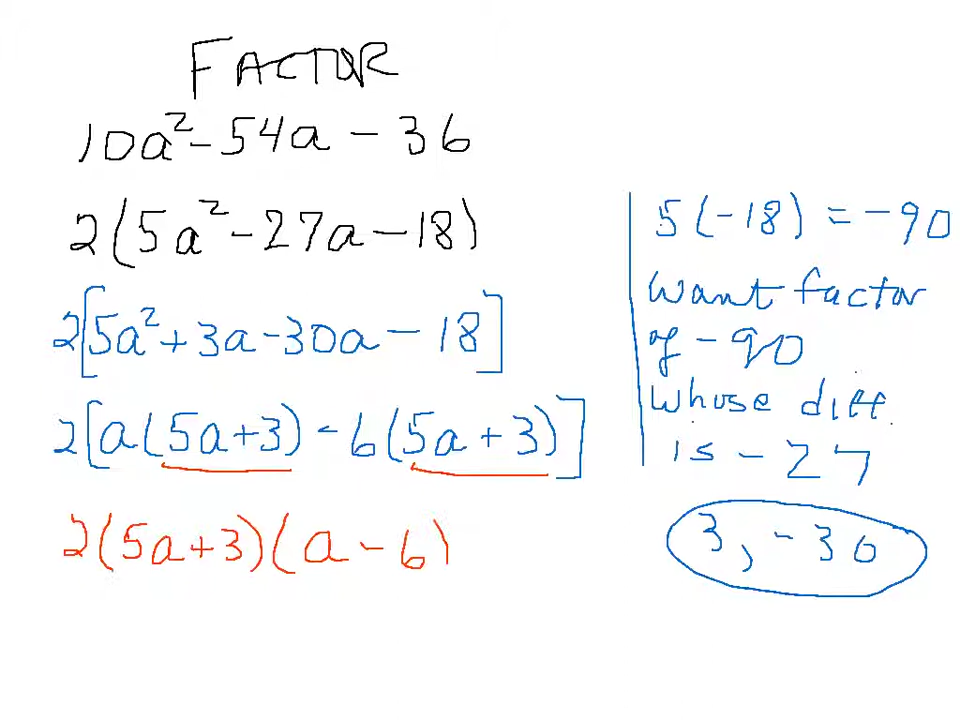 FACTOR
10a² - 54a - 36
2(5a² - 27a - 18)
2[5a² + 3a - 30a - 18]
2[a(5a + 3) - 6(5a + 3)]
2(5a + 3)(a - 6)
5(-18) = -90
Want factor
of -90
whose diff.
is -27
3, -30